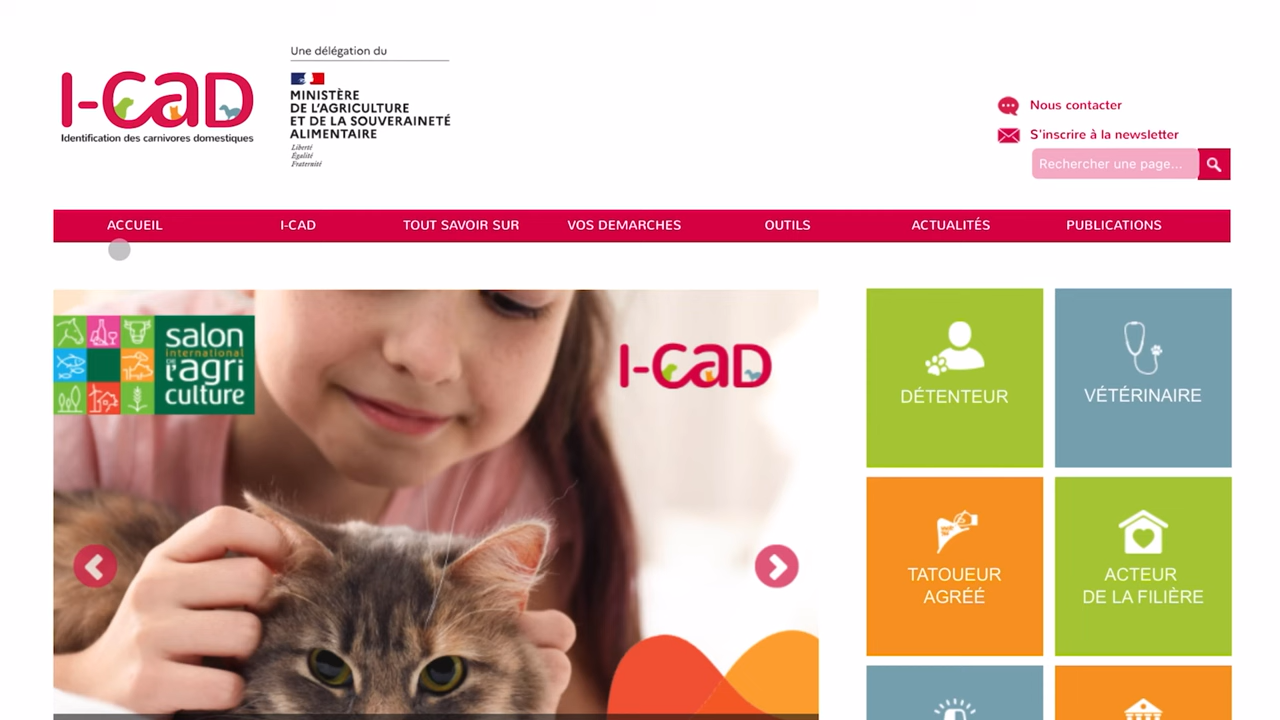 I-CAD
Identification des carnivores domestiques
Une délégation du
MINISTÈRE
DE L'AGRICULTURE
ET DE LA SOUVERAINETÉ
ALIMENTAIRE
Liberté
Égalité
Fraternité
Nous contacter
S'inscrire à la newsletter
Rechercher une page...
ACCUEIL
I-CAD
TOUT SAVOIR SUR
VOS DEMARCHES
OUTILS
ACTUALITÉS
PUBLICATIONS
salon
international
DE l'agri
culture
I-CAD
DÉTENTEUR
VÉTÉRINAIRE
TATOUEUR
AGRÉÉ
ACTEUR
DE LA FILIÈRE